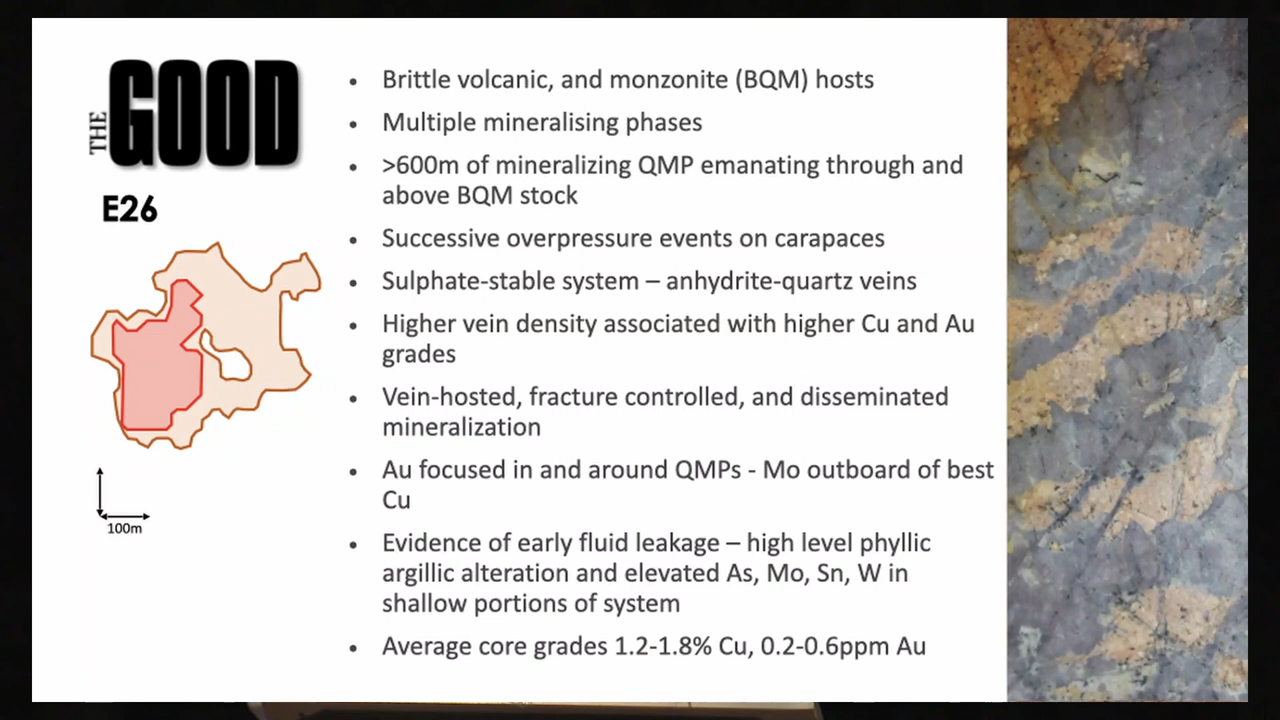 THE GOOD
E26
100m
• Brittle volcanic, and monzonite (BQM) hosts
• Multiple mineralising phases
• >600m of mineralizing QMP emanating through and
above BQM stock
• Successive overpressure events on carapaces
• Sulphate-stable system – anhydrite-quartz veins
• Higher vein density associated with higher Cu and Au
grades
• Vein-hosted, fracture controlled, and disseminated
mineralization
• Au focused in and around QMPs - Mo outboard of best
Cu
• Evidence of early fluid leakage – high level phyllic
argillic alteration and elevated As, Mo, Sn, W in
shallow portions of system
• Average core grades 1.2-1.8% Cu, 0.2-0.6ppm Au